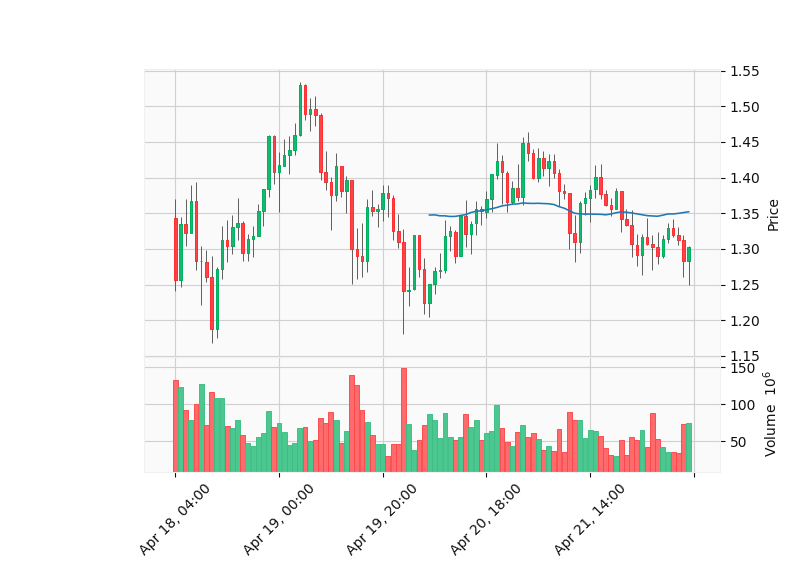 1.55
1.50
1.45
1.40
1.35
1.30
1.25
1.20
1.15
Price
150
100
50
Volume 10⁶
Apr 18, 04:00
Apr 19, 00:00
Apr 19, 20:00
Apr 20, 18:00
Apr 21, 14:00